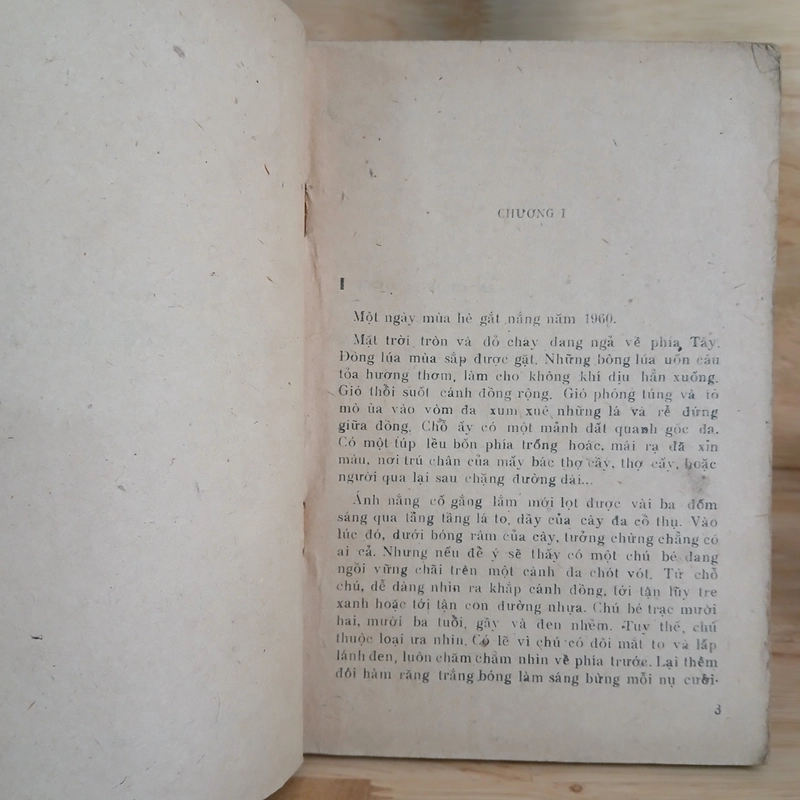 CHƯƠNG I
I
Một ngày mùa hè gắt nắng năm 1960.
Mặt trời tròn và đỏ chạy đang ngả về phía Tây.
Đồng lúa mùa sắp được gặt. Những bông lúa uốn câu
tỏa hương thơm, làm cho không khí dịu hẳn xuống.
Gió thổi suốt cánh đồng rộng. Gió phóng túng và tò
mò ùa vào vòm đa xum xuê những lá và rễ đứng
giữa đồng. Chỗ ấy có một mảnh đất quanh gốc đa.
Có một túp lều bốn phía trống hoác, mái rạ đã xỉn
màu, nơi trú chân của mấy bác thợ cầy, thợ cấy, hoặc
người qua lại sau chặng đường dài...
Ánh nắng cố gắng lắm mới lọt được vài ba đốm
sáng qua tầng tầng lá to, dầy của cây đa cổ thụ. Vào
lúc đó, dưới bóng râm của cây, tưởng chừng chẳng có
ai cả. Nhưng nếu để ý sẽ thấy có một chú bé đang
ngồi vững chãi trên một cành đa chót vót. Từ chỗ
chú, dễ dàng nhìn ra khắp cánh đồng, tới tận lũy tre
xanh hoặc tới tận con đường nhựa. Chú bé trạc mười
hai, mười ba tuổi, gầy và đen nhẻm. Tuy thế, chú
thuộc loại ưa nhìn. Có lẽ vì chú có đôi mắt to và lấp
lánh đen, luôn chăm chăm nhìn về phía trước. Lại thêm
đôi hàm răng trắng bóng làm sáng bừng mỗi nụ cười.
3